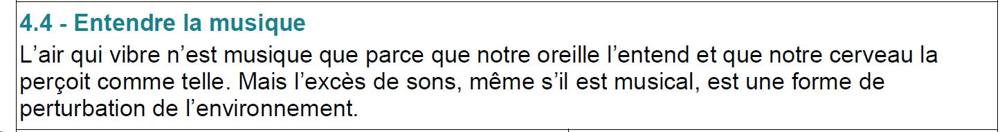 4.4 - Entendre la musique
L’air qui vibre n’est musique que parce que notre oreille l’entend et que notre cerveau la
perçoit comme telle. Mais l’excès de sons, même s’il est musical, est une forme de
perturbation de l’environnement.